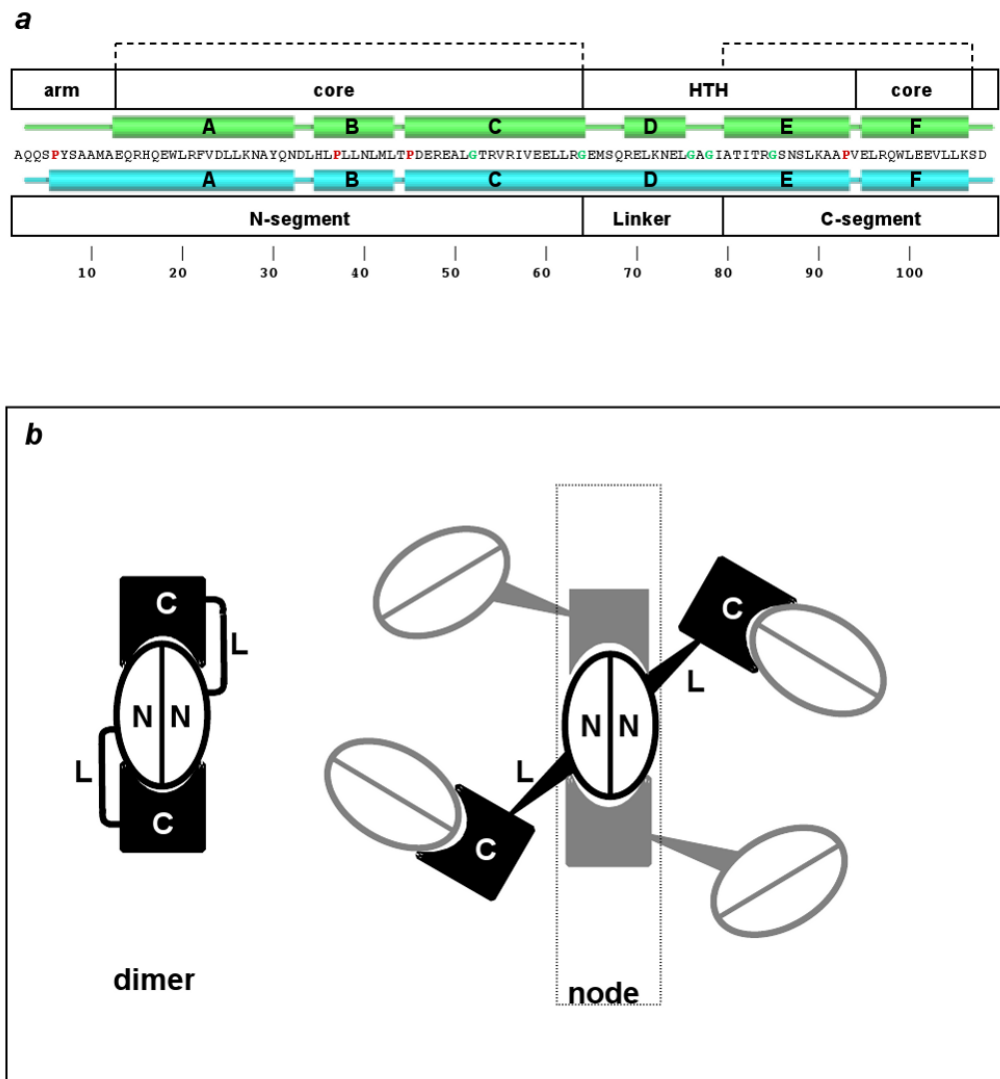 a
arm core HTH core
A B C D E F
AQQSPYSAAMAEQRHQEWLRFVDLLKNAYQNDLHLPLLNLMLTPDEREALGTRVRIVEELLRGEMSQRELKNELGAGIATITRGSNSLKAAPVELRQWLEEVLLKSD
A B C D E F
N-segment Linker C-segment
10 20 30 40 50 60 70 80 90 100
b
C
L
N N
L
C
dimer
C
L
N N
L
C
node